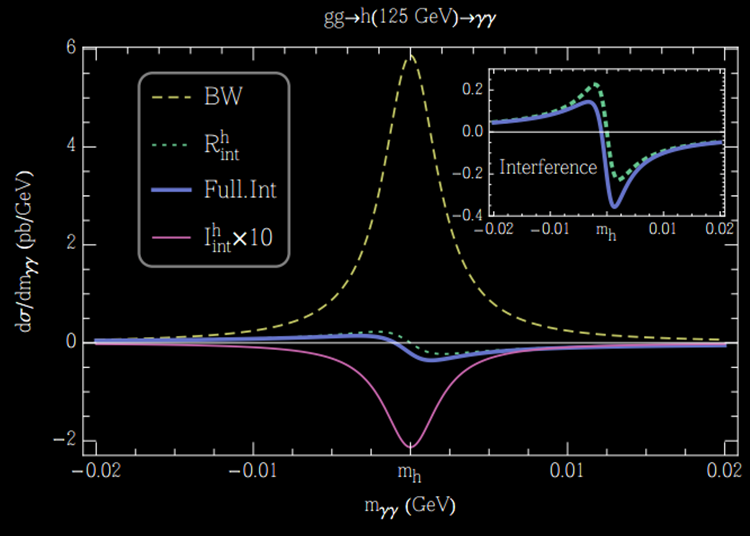 gg→h(125 GeV)→γγ
6
4
2
0
−2
dσ/dmγγ (pb/GeV)
BW
R^h_int
Full.Int
I^h_int×10
0.2
0.0
−0.2
−0.4
Interference
−0.02 −0.01 m_h 0.01 0.02
−0.02 −0.01 m_h 0.01 0.02
mγγ (GeV)